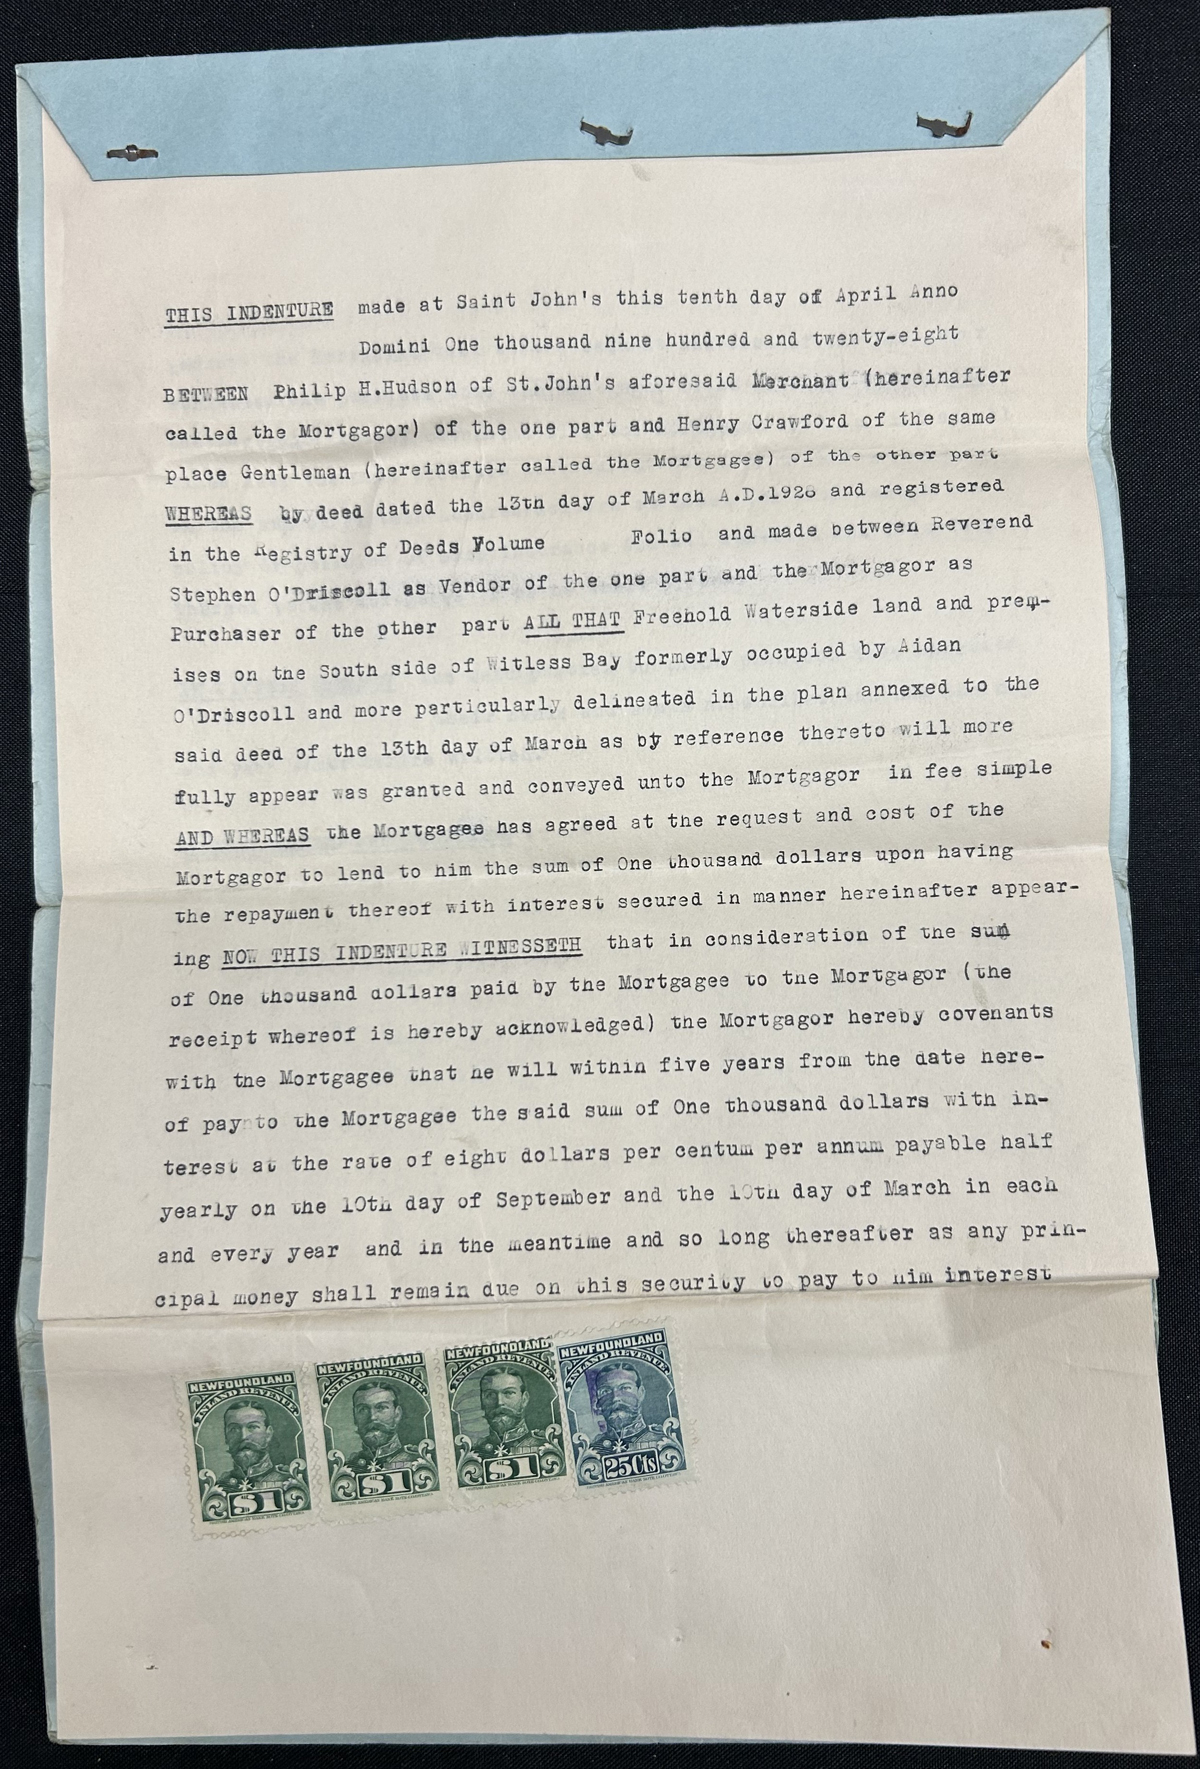 THIS INDENTURE made at Saint John's this tenth day of April Anno
Domini One thousand nine hundred and twenty-eight
BETWEEN Philip H.Hudson of St.John's aforesaid Merchant (hereinafter
called the Mortgagor) of the one part and Henry Crawford of the same
place Gentleman (hereinafter called the Mortgagee) of the other part
WHEREAS by deed dated the 13th day of March A.D.1928 and registered
in the Registry of Deeds Volume Folio and made between Reverend
Stephen O'Driscoll as Vendor of the one part and the Mortgagor as
Purchaser of the other part ALL THAT Freehold Waterside land and prem-
ises on the South side of Witless Bay formerly occupied by Aidan
O'Driscoll and more particularly delineated in the plan annexed to the
said deed of the 13th day of March as by reference thereto will more
fully appear was granted and conveyed unto the Mortgagor in fee simple
AND WHEREAS the Mortgagee has agreed at the request and cost of the
Mortgagor to lend to him the sum of One thousand dollars upon having
the repayment thereof with interest secured in manner hereinafter appear-
ing NOW THIS INDENTURE WITNESSETH that in consideration of the sum
of One thousand dollars paid by the Mortgagee to the Mortgagor (the
receipt whereof is hereby acknowledged) the Mortgagor hereby covenants
with the Mortgagee that he will within five years from the date here-
of pay to the Mortgagee the said sum of One thousand dollars with in-
terest at the rate of eight dollars per centum per annum payable half
yearly on the 10th day of September and the 10th day of March in each
and every year and in the meantime and so long thereafter as any prin-
cipal money shall remain due on this security to pay to him interest
NEWFOUNDLAND
INLAND REVENUE
$1
NEWFOUNDLAND
INLAND REVENUE
$1
NEWFOUNDLAND
INLAND REVENUE
$1
NEWFOUNDLAND
INLAND REVENUE
25Cts